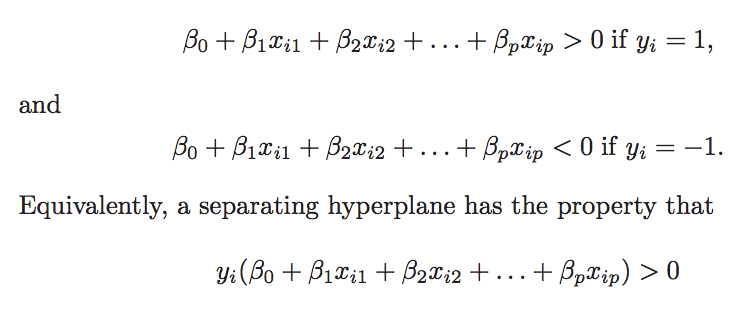 β₀ + β₁xᵢ₁ + β₂xᵢ₂ + . . . + βₚxᵢₚ > 0 if yᵢ = 1,
and
β₀ + β₁xᵢ₁ + β₂xᵢ₂ + . . . + βₚxᵢₚ < 0 if yᵢ = −1.
Equivalently, a separating hyperplane has the property that
yᵢ(β₀ + β₁xᵢ₁ + β₂xᵢ₂ + . . . + βₚxᵢₚ) > 0